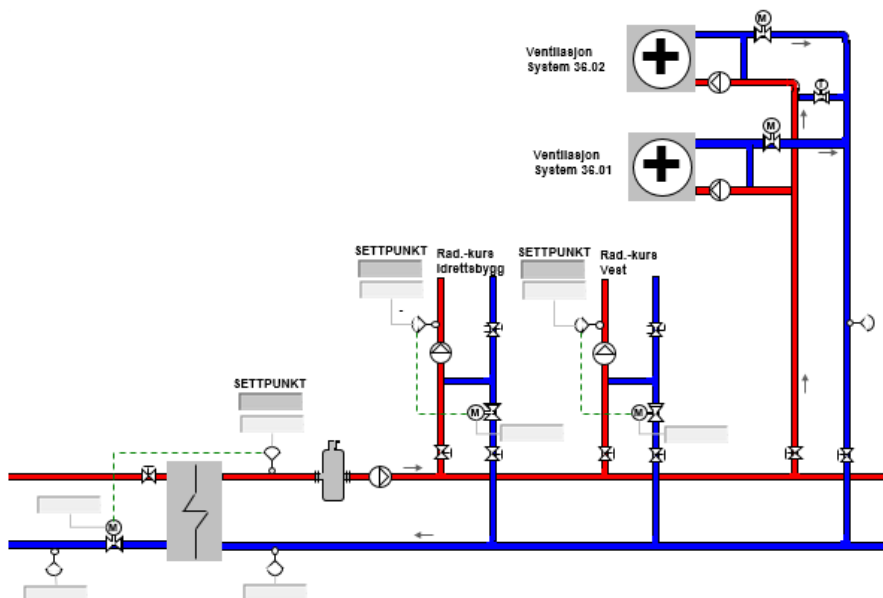 Ventilasjon
System 36.02
M
T
M
Ventilasjon
System 36.01
SETTPUNKT
Rad.-kurs
Idrettsbygg
SETTPUNKT
Rad.-kurs
Vest
-
SETTPUNKT
M
M
M